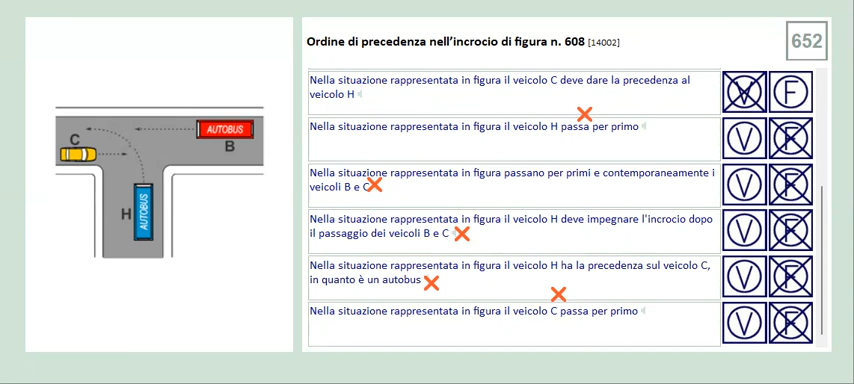 Ordine di precedenza nell'incrocio di figura n. 608 [14002]
652
Nella situazione rappresentata in figura il veicolo C deve dare la precedenza al
veicolo H
V F
Nella situazione rappresentata in figura il veicolo H passa per primo
V F
Nella situazione rappresentata in figura passano per primi e contemporaneamente i
veicoli B e C
V F
Nella situazione rappresentata in figura il veicolo H deve impegnare l'incrocio dopo
il passaggio dei veicoli B e C
V F
Nella situazione rappresentata in figura il veicolo H ha la precedenza sul veicolo C,
in quanto è un autobus
V F
Nella situazione rappresentata in figura il veicolo C passa per primo
V F
AUTOBUS
B
C
H
AUTOBUS